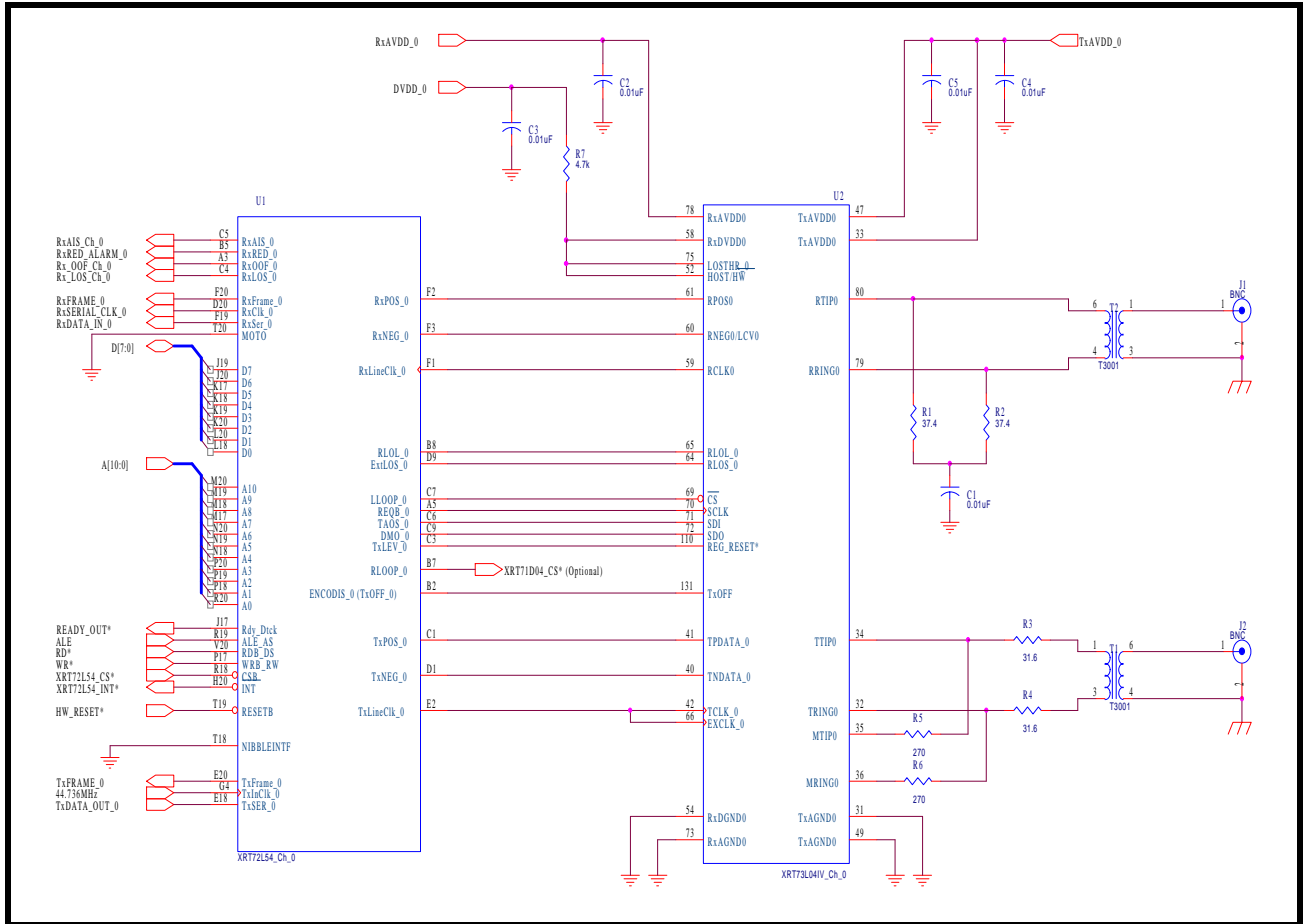 RxAVDD_0
TxAVDD_0
DVDD_0
C2
0.01uF
C5
0.01uF
C4
0.01uF
C3
0.01uF
R7
4.7k
U1
U2
RxAIS_Ch_0 C5 RxAIS_0
RxRED_ALARM_0 B5 RxRED_0
Rx_OOF_Ch_0 A3 RxOOF_0
Rx_LOS_Ch_0 C4 RxLOS_0
RxFRAME_0 F20 RxFrame_0
RxSERIAL_CLK_0 D20 RxClk_0
RxDATA_IN_0 F19 RxSer_0
T20 MOTO
D[7:0]
J19 D7
J20 D6
K17 D5
K18 D4
K19 D3
K20 D2
L20 D1
L18 D0
A[10:0]
M20 A10
M19 A9
M18 A8
M17 A7
N20 A6
N19 A5
N18 A4
P20 A3
P19 A2
P18 A1
R20 A0
READY_OUT* J17 Rdy_Dtck
ALE R19 ALE_AS
RD* V20 RDB_DS
WR* P17 WRB_RW
XRT72L54_CS* R18 CSB
XRT72L54_INT* H20 INT
HW_RESET* T19 RESETB
T18 NIBBLEINTF
TxFRAME_0 E20 TxFrame_0
44.736MHz G4 TxInClk_0
TxDATA_OUT_0 E18 TxSER_0
XRT72L54_Ch_0
RxPOS_0 F2
RxNEG_0 F3
RxLineClk_0 F1
RLOL_0 B8
ExtLOS_0 D9
LLOOP_0 C7
REQB_0 A5
TAOS_0 C6
DMO_0 C9
TxLEV_0 C3
RLOOP_0 B7 XRT71D04_CS* (Optional)
ENCODIS_0 (TxOFF_0) B2
TxPOS_0 C1
TxNEG_0 D1
TxLineClk_0 E2
78 RxAVDD0
58 RxDVDD0
75 LOSTHR_0
52 HOST/HW
61 RPOS0
60 RNEG0/LCV0
59 RCLK0
65 RLOL_0
64 RLOS_0
69 CS
70 SCLK
71 SDI
72 SDO
110 REG_RESET*
131 TxOFF
41 TPDATA_0
40 TNDATA_0
42 TCLK_0
66 EXCLK_0
54 RxDGND0
73 RxAGND0
TxAVDD0 47
TxAVDD0 33
RTIP0 80
RRING0 79
TTIP0 34
TRING0 32
MTIP0 35
MRING0 36
TxAGND0 31
TxAGND0 49
XRT73L04IV_Ch_0
R1
37.4
R2
37.4
C1
0.01uF
6 T2 1
4 3
T3001
J1
BNC
1
2
R3
31.6
R4
31.6
R5
270
R6
270
1 T1 6
3 4
T3001
J2
BNC
1
2